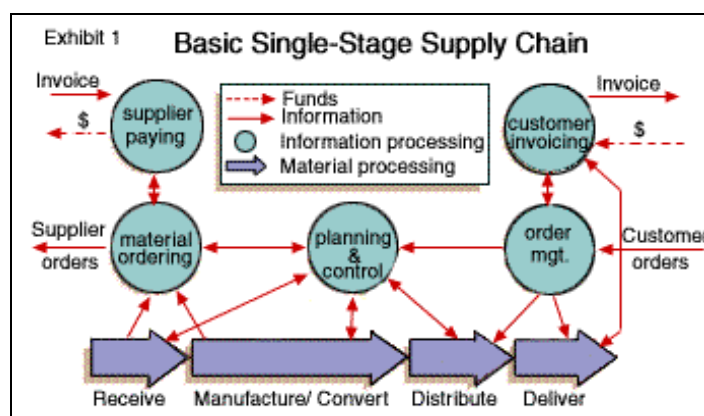 Exhibit 1
Basic Single-Stage Supply Chain
Invoice
$
supplier
paying
Funds
Information
Information processing
Material processing
Invoice
$
customer
invoicing
Supplier
orders
material
ordering
planning
&
control
order
mgt.
Customer
orders
Receive
Manufacture/ Convert
Distribute
Deliver